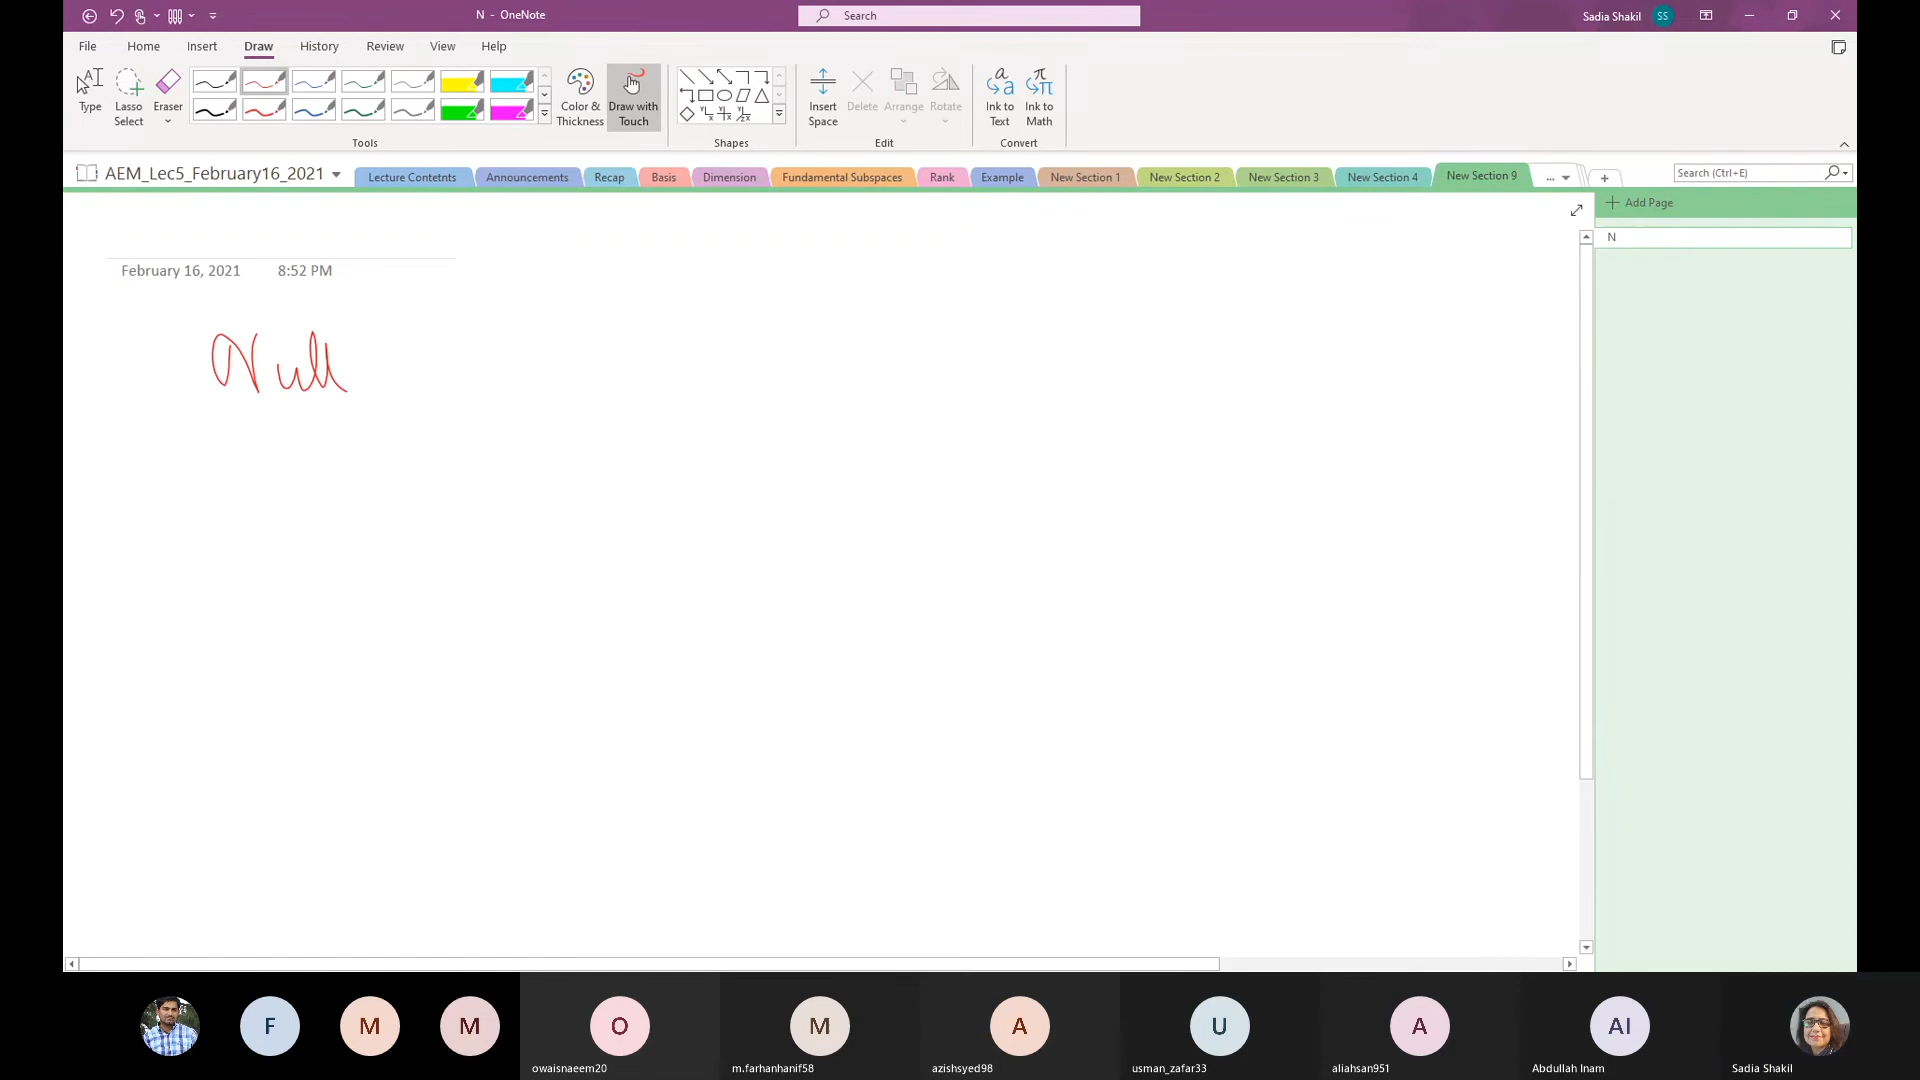 N - OneNote
Search
Sadia Shakil
SS
File
Home
Insert
Draw
History
Review
View
Help
Type
Lasso Select
Eraser
Color & Thickness
Draw with Touch
Insert Space
Delete
Arrange
Rotate
Ink to Text
Ink to Math
Tools
Shapes
Edit
Convert
AEM_Lec5_February16_2021
Lecture Contetnts
Announcements
Recap
Basis
Dimension
Fundamental Subspaces
Rank
Example
New Section 1
New Section 2
New Section 3
New Section 4
New Section 9
...
Search (Ctrl+E)
Add Page
N
February 16, 2021
8:52 PM
Null
F
M
M
O
M
A
U
A
AI
owaisnaeem20
m.farhanhanif58
azishsyed98
usman_zafar33
aliahsan951
Abdullah Inam
Sadia Shakil